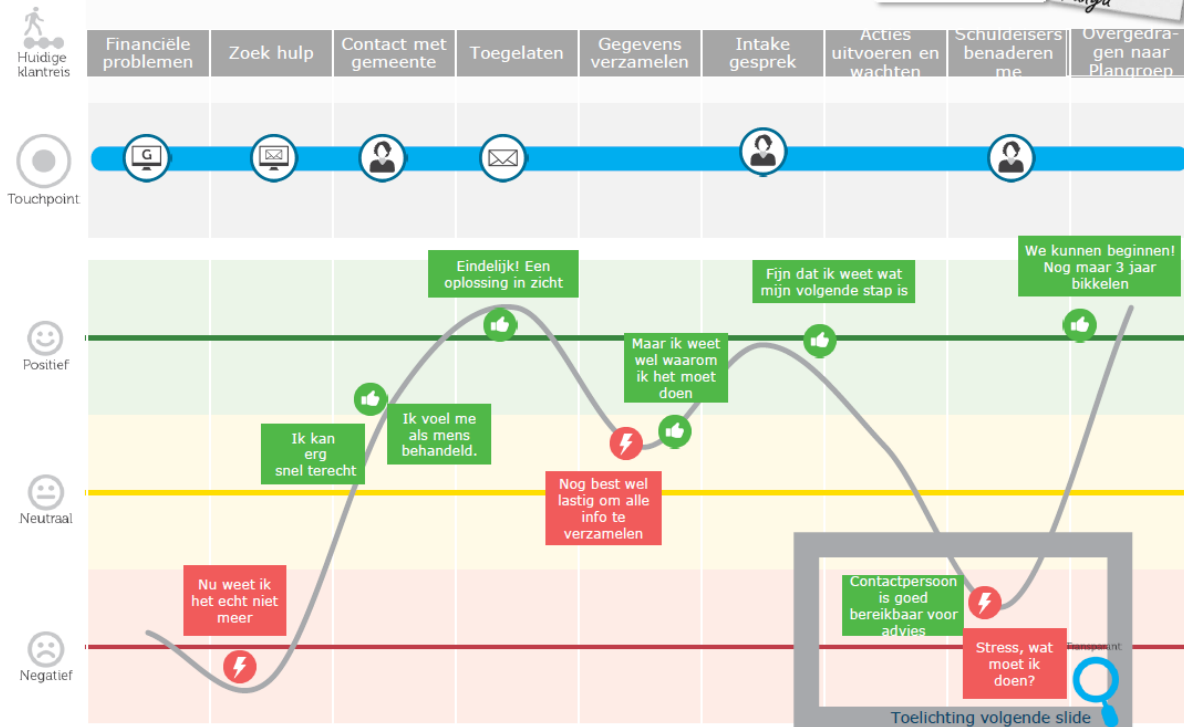 Huidige
klantreis
Financiële
problemen
Zoek hulp
Contact met
gemeente
Toegelaten
Gegevens
verzamelen
Intake
gesprek
Acties
uitvoeren en
wachten
Schuldeisers
benaderen
me
Overgedra-
gen naar
Plangroep
Touchpoint
G
We kunnen beginnen!
Nog maar 3 jaar
bikkelen
Eindelijk! Een
oplossing in zicht
Fijn dat ik weet wat
mijn volgende stap is
Positief
Maar ik weet
wel waarom
ik het moet
doen
Ik voel me
als mens
behandeld.
Ik kan
erg
snel terecht
Nog best wel
lastig om alle
info te
verzamelen
Neutraal
Nu weet ik
het echt niet
meer
Contactpersoon
is goed
bereikbaar voor
advies
Stress, wat
moet ik
doen?
Transparant
Negatief
Toelichting volgende slide